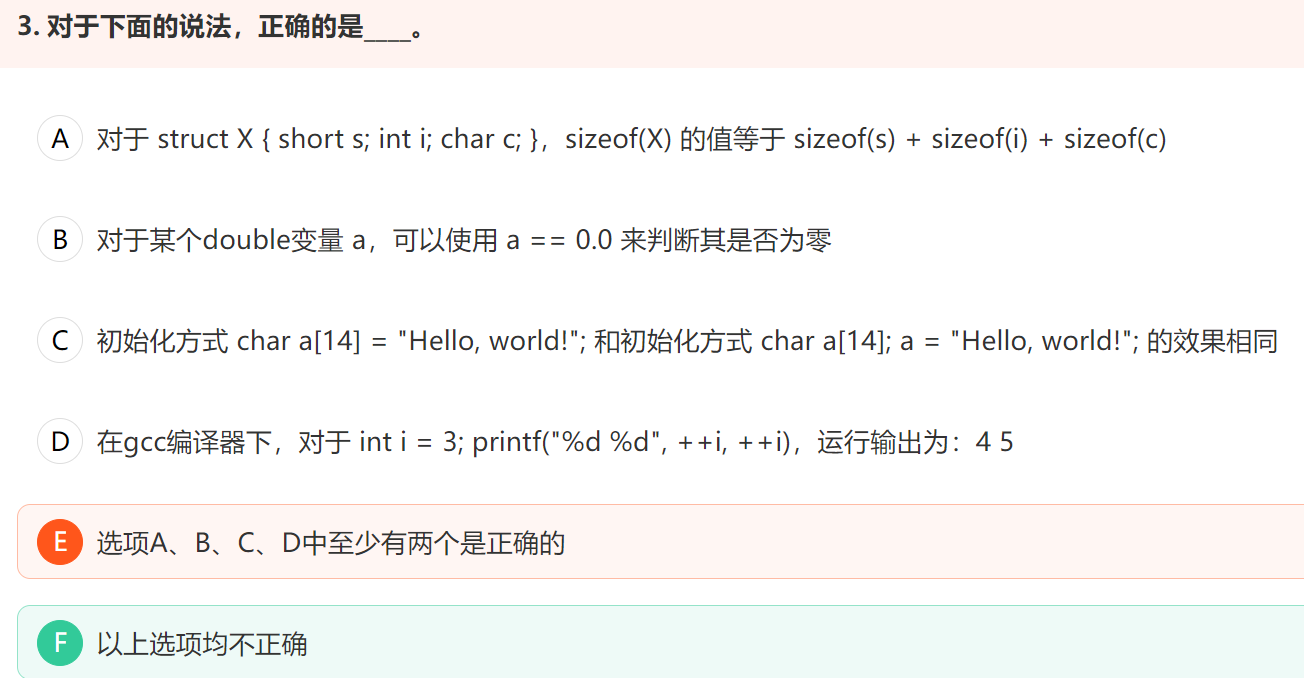 3. 对于下面的说法，正确的是____。
A 对于 struct X { short s; int i; char c; }，sizeof(X) 的值等于 sizeof(s) + sizeof(i) + sizeof(c)
B 对于某个double变量 a，可以使用 a == 0.0 来判断其是否为零
C 初始化方式 char a[14] = "Hello, world!"; 和初始化方式 char a[14]; a = "Hello, world!"; 的效果相同
D 在gcc编译器下，对于 int i = 3; printf("%d %d", ++i, ++i)，运行输出为：4 5
E 选项A、B、C、D中至少有两个是正确的
F 以上选项均不正确